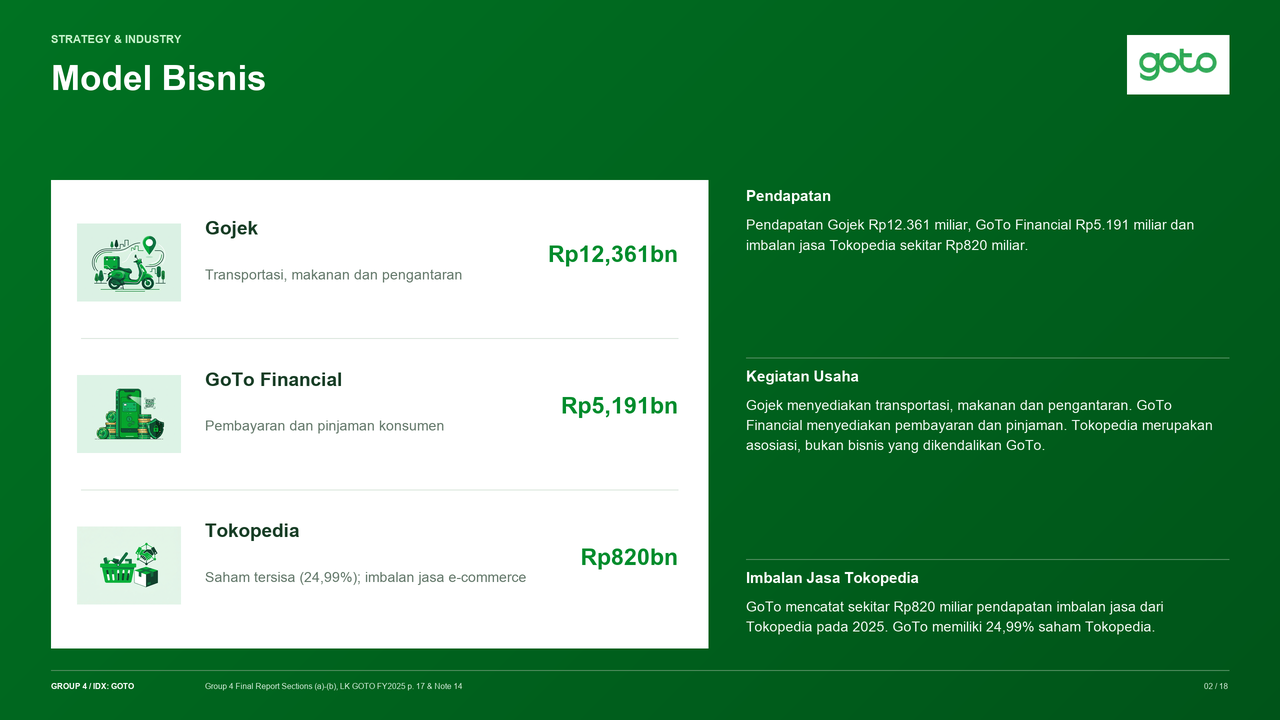 STRATEGY & INDUSTRY
Model Bisnis
goto
Gojek
Rp12,361bn
Transportasi, makanan dan pengantaran
GoTo Financial
Rp5,191bn
Pembayaran dan pinjaman konsumen
Tokopedia
Rp820bn
Saham tersisa (24,99%); imbalan jasa e-commerce
Pendapatan
Pendapatan Gojek Rp12.361 miliar, GoTo Financial Rp5.191 miliar dan
imbalan jasa Tokopedia sekitar Rp820 miliar.
Kegiatan Usaha
Gojek menyediakan transportasi, makanan dan pengantaran. GoTo
Financial menyediakan pembayaran dan pinjaman. Tokopedia merupakan
asosiasi, bukan bisnis yang dikendalikan GoTo.
Imbalan Jasa Tokopedia
GoTo mencatat sekitar Rp820 miliar pendapatan imbalan jasa dari
Tokopedia pada 2025. GoTo memiliki 24,99% saham Tokopedia.
GROUP 4 / IDX: GOTO
Group 4 Final Report Sections (a)-(b), LK GOTO FY2025 p. 17 & Note 14
02 / 18